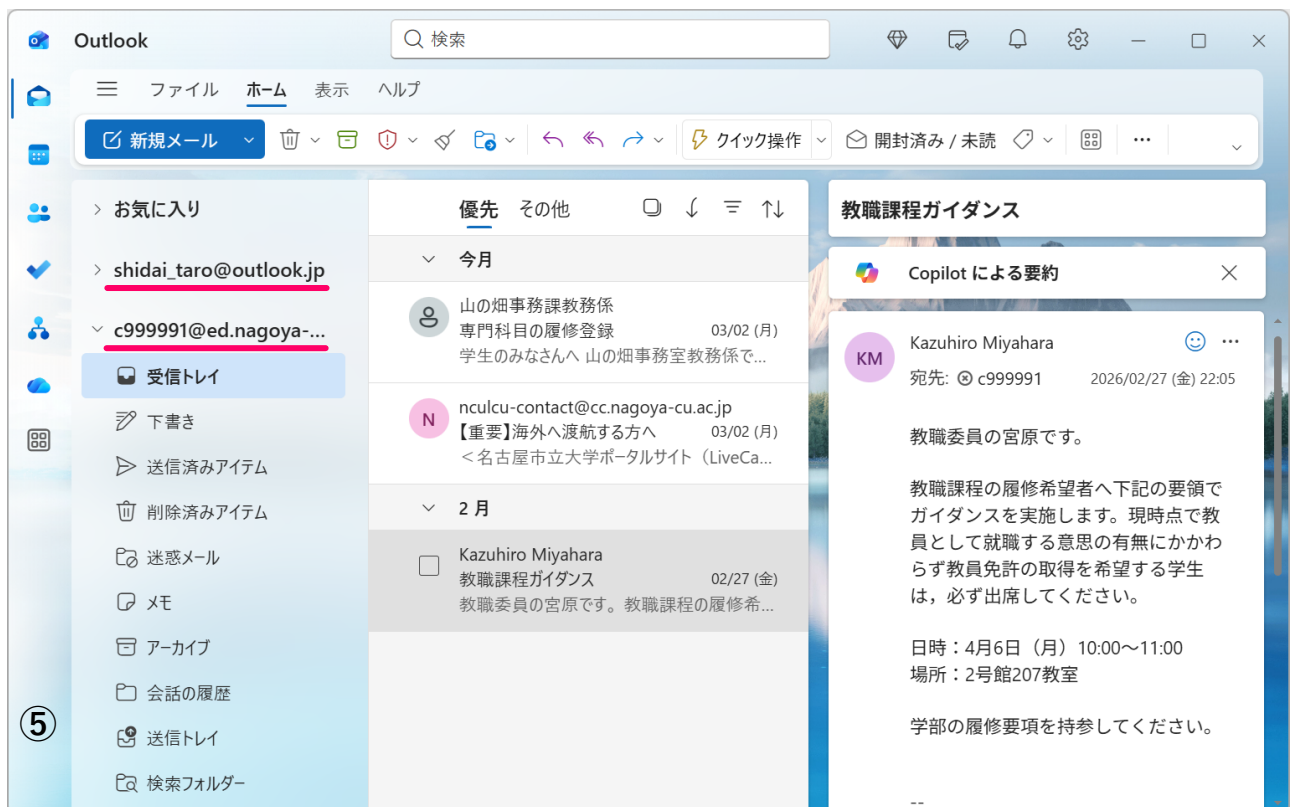 Outlook
検索
ファイル ホーム 表示 ヘルプ
新規メール
クイック操作
開封済み / 未読
お気に入り
shidai_taro@outlook.jp
c999991@ed.nagoya-...
受信トレイ
下書き
送信済みアイテム
削除済みアイテム
迷惑メール
メモ
アーカイブ
会話の履歴
送信トレイ
検索フォルダー
⑤
優先 その他
今月
山の畑事務課教務係
専門科目の履修登録 03/02 (月)
学生のみなさんへ 山の畑事務室教務係で...
N
nculcu-contact@cc.nagoya-cu.ac.jp
【重要】海外へ渡航する方へ 03/02 (月)
＜名古屋市立大学ポータルサイト（LiveCa...
2 月
Kazuhiro Miyahara
教職課程ガイダンス 02/27 (金)
教職委員の宮原です。教職課程の履修希...
教職課程ガイダンス
Copilot による要約
KM
Kazuhiro Miyahara
宛先: c999991 2026/02/27 (金) 22:05
教職委員の宮原です。
教職課程の履修希望者へ下記の要領で
ガイダンスを実施します。現時点で教
員として就職する意思の有無にかかわ
らず教員免許の取得を希望する学生
は，必ず出席してください。
日時：4月6日（月）10:00～11:00
場所：2号館207教室
学部の履修要項を持参してください。
--